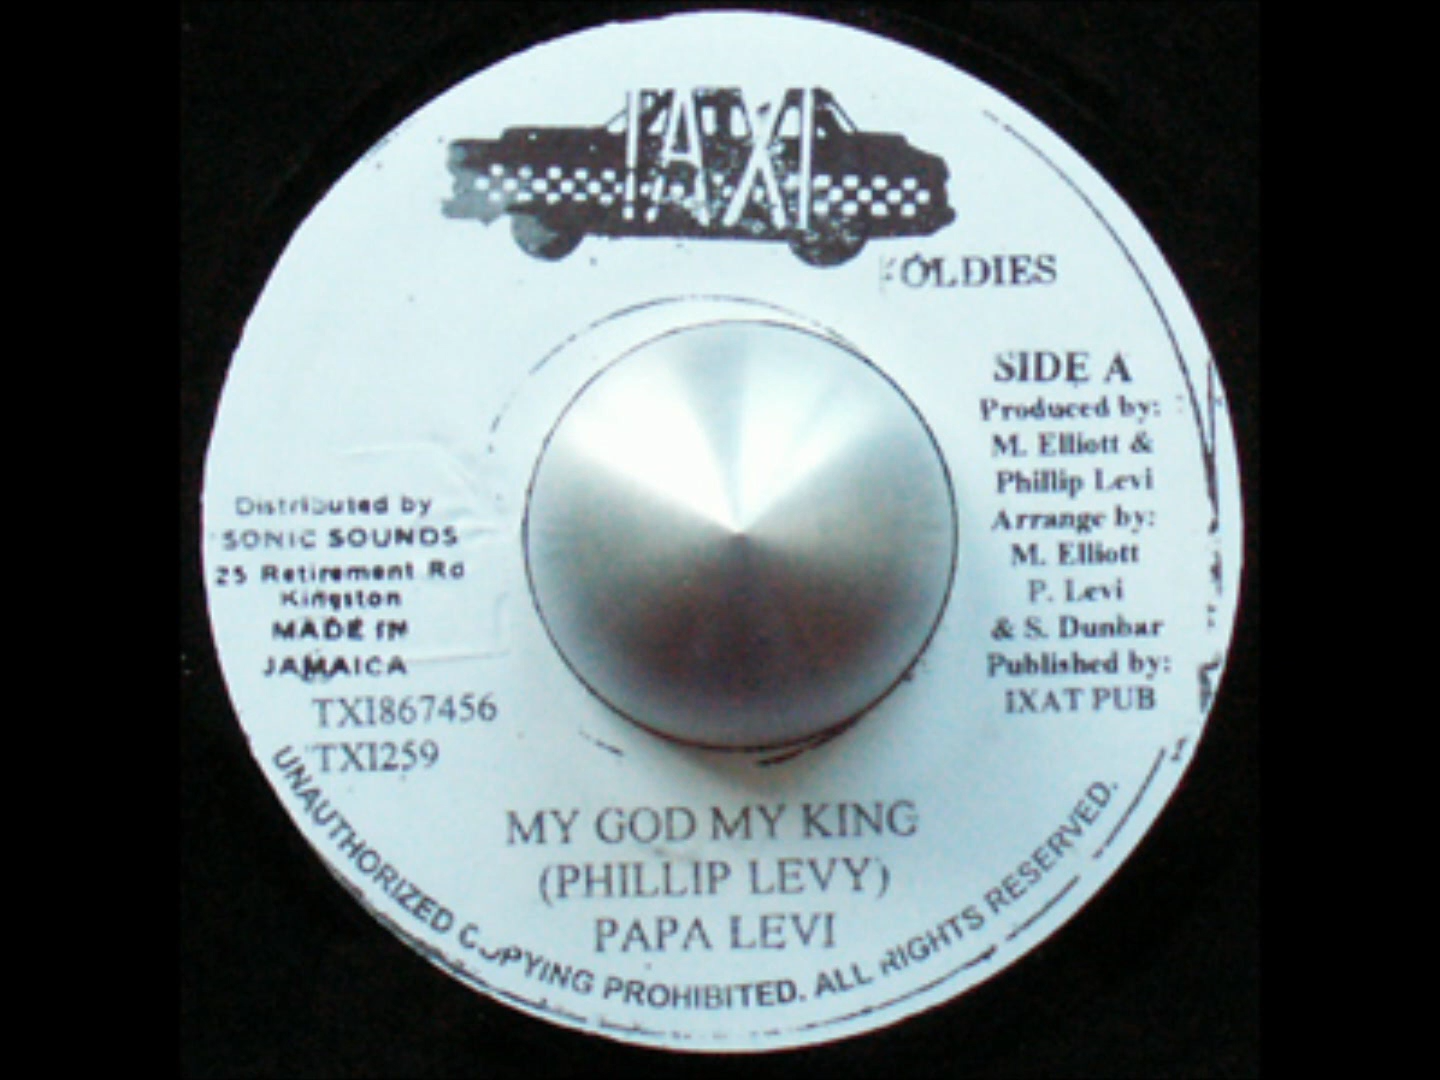 TAXI
OLDIES
SIDE A
Produced by:
M. Elliott &
Phillip Levi
Arrange by:
M. Elliott
P. Levi
& S. Dunbar
Published by:
IXAT PUB
Distributed by
SONIC SOUNDS
25 Retirement Rd
Kingston
MADE IN
JAMAICA
TXI867456
TXI259
MY GOD MY KING
(PHILLIP LEVY)
PAPA LEVI
UNAUTHORIZED COPYING PROHIBITED. ALL RIGHTS RESERVED.